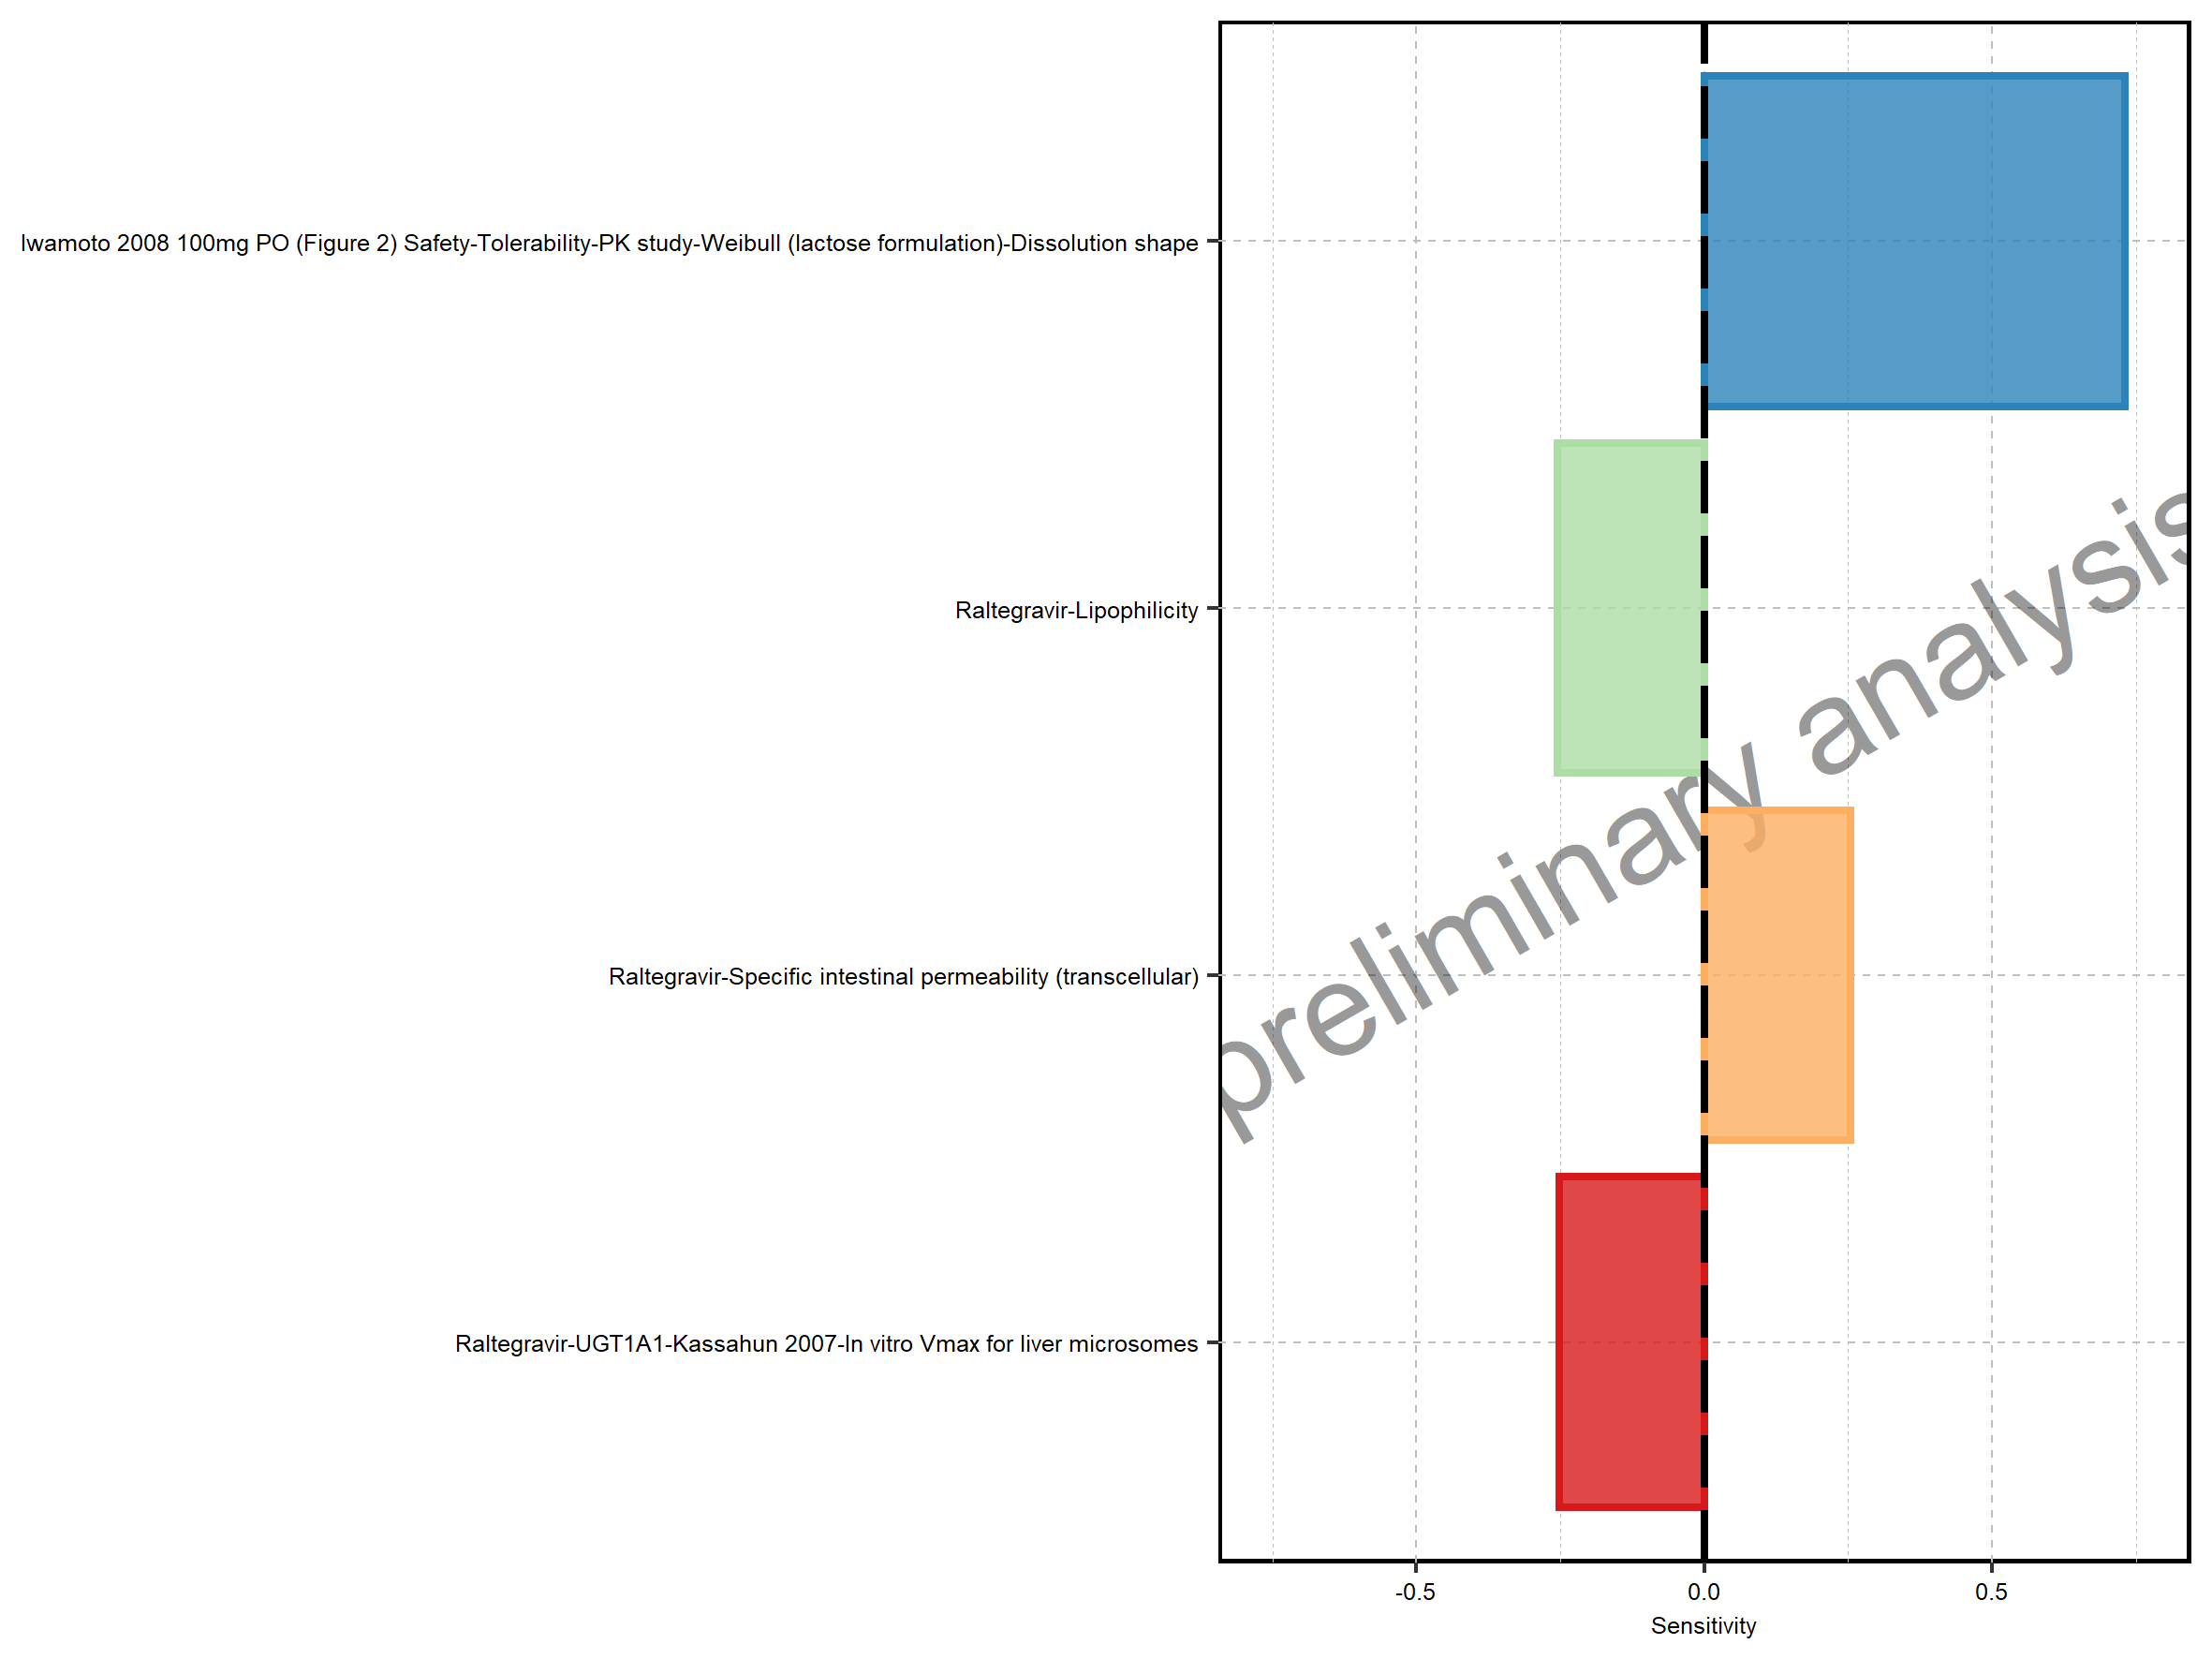 Iwamoto 2008 100mg PO (Figure 2) Safety-Tolerability-PK study-Weibull (lactose formulation)-Dissolution shape
Raltegravir-Lipophilicity
Raltegravir-Specific intestinal permeability (transcellular)
Raltegravir-UGT1A1-Kassahun 2007-In vitro Vmax for liver microsomes
preliminary analysis
-0.5 0.0 0.5
Sensitivity